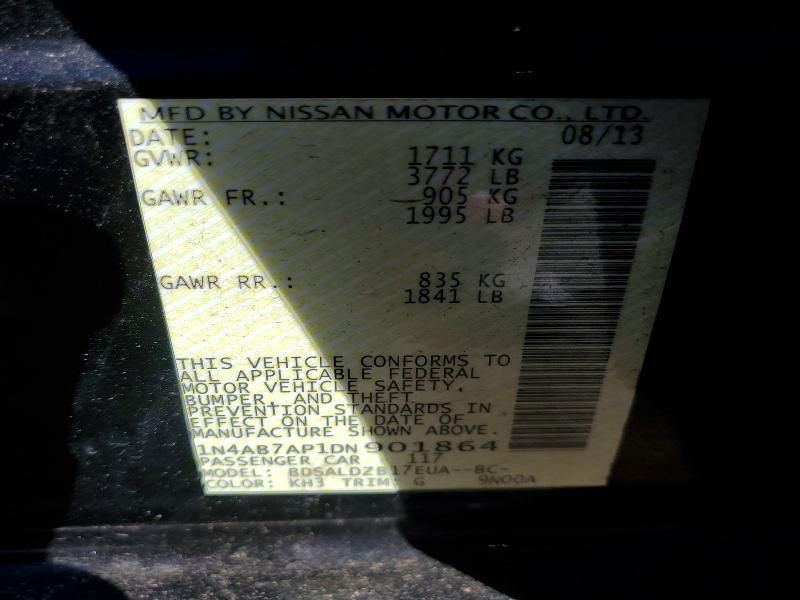 MFD BY NISSAN MOTOR CO., LTD.
DATE: 08/13
GVWR: 1711 KG
3772 LB
GAWR FR.: 905 KG
1995 LB
GAWR RR.: 835 KG
1841 LB
THIS VEHICLE CONFORMS TO
ALL APPLICABLE FEDERAL
MOTOR VEHICLE SAFETY,
BUMPER, AND THEFT
PREVENTION STANDARDS IN
EFFECT ON THE DATE OF
MANUFACTURE SHOWN ABOVE.
1N4AB7AP1DN901864
PASSENGER CAR 117
MODEL: BDSALDZB17EUA--BC-
COLOR: KH3 TRIM: G 9N00A